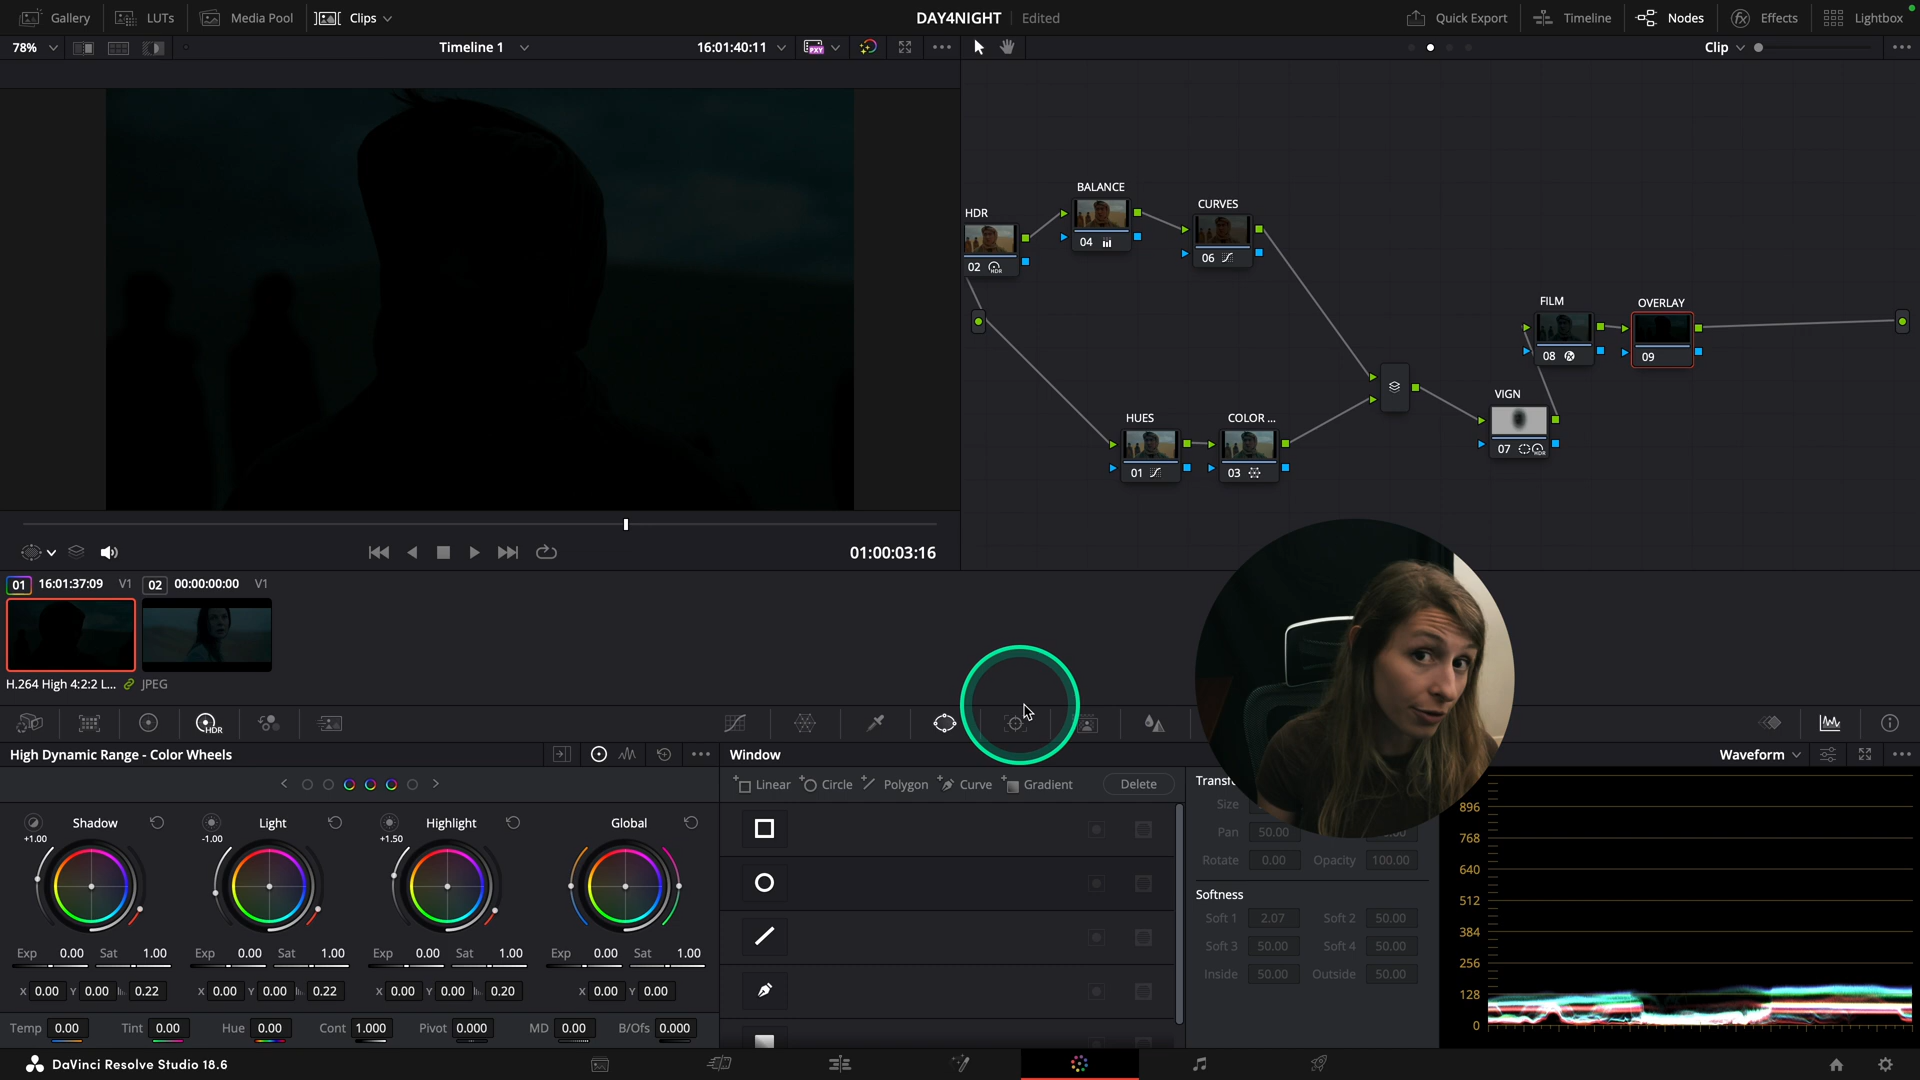 Gallery LUTs Media Pool Clips DAY4NIGHT Edited Quick Export Timeline Nodes Effects Lightbox
78% Timeline 1 16:01:40:11 PXY Clip
BALANCE
CURVES
HDR
04
06
02
FILM OVERLAY
08 09
VIGN
07
HUES COLOR ...
01 03
01:00:03:16
01 16:01:37:09 V1 02 00:00:00:00 V1
H.264 High 4:2:2 L... JPEG
HDR
High Dynamic Range - Color Wheels Window Waveform
Linear Circle Polygon Curve Gradient Delete
Shadow Light Highlight Global
+1.00 -1.00 +1.50
Exp 0.00 Sat 1.00 Exp 0.00 Sat 1.00 Exp 0.00 Sat 1.00 Exp 0.00 Sat 1.00
X 0.00 Y 0.00 0.22 X 0.00 Y 0.00 0.22 X 0.00 Y 0.00 0.20 X 0.00 Y 0.00
Temp 0.00 Tint 0.00 Hue 0.00 Cont 1.000 Pivot 0.000 MD 0.00 B/Ofs 0.000
Size
Pan 50.00
Rotate 0.00 Opacity 100.00
Softness
Soft 1 2.07 Soft 2 50.00
Soft 3 50.00 Soft 4 50.00
Inside 50.00 Outside 50.00
896
768
640
512
384
256
128
0
DaVinci Resolve Studio 18.6